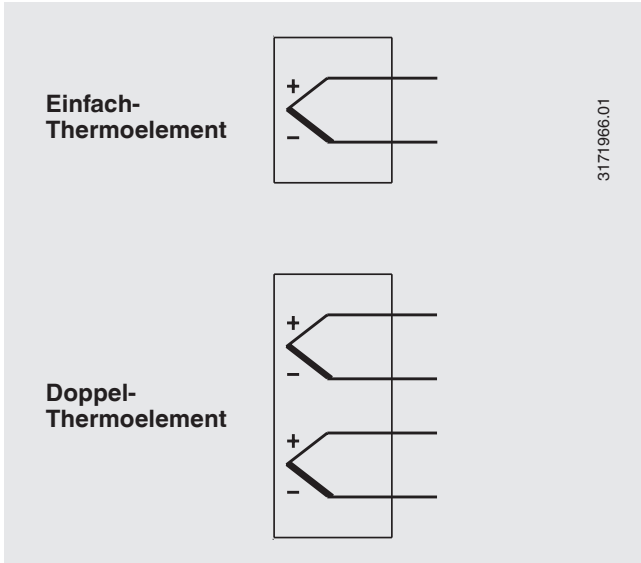 Einfach-
Thermoelement
+
−
3171966.01
Doppel-
Thermoelement
+
−
+
−